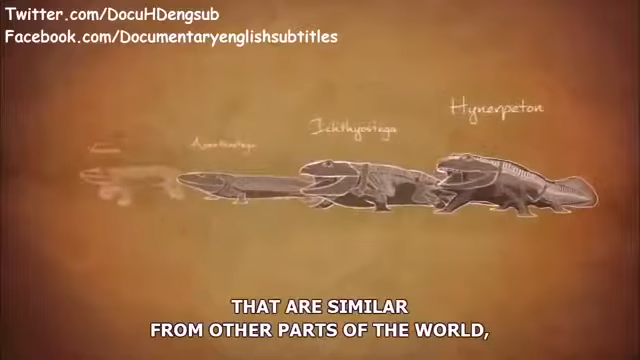 Twitter.com/DocuHDengsub
Facebook.com/Documentaryenglishsubtitles
Hynerpeton
Ichthyostega
Acanthostega
THAT ARE SIMILAR
FROM OTHER PARTS OF THE WORLD,